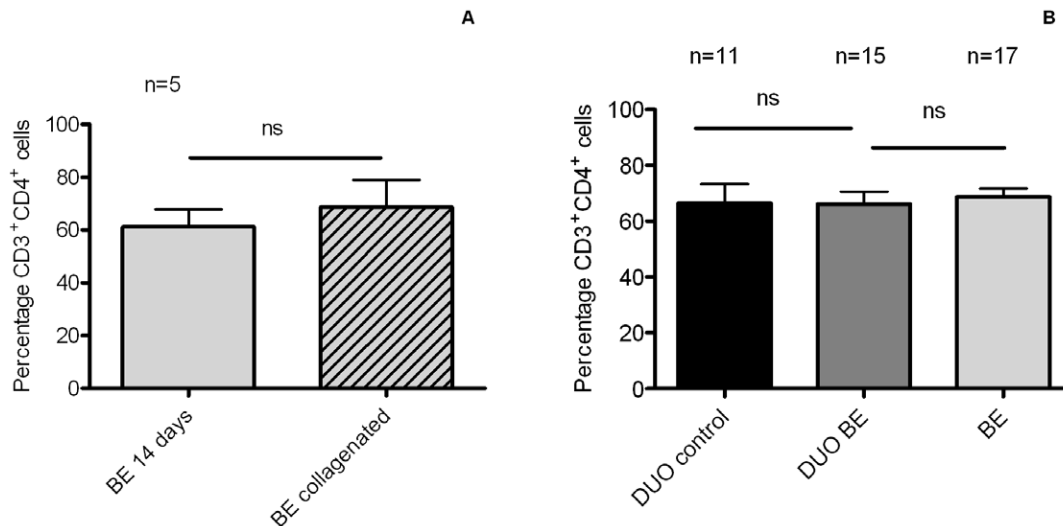 A
n=5
ns
100
80
60
40
20
0
Percentage CD3⁺CD4⁺ cells
BE 14 days
BE collagenated
B
n=11 n=15 n=17
ns
ns
100
80
60
40
20
0
Percentage CD3⁺CD4⁺ cells
DUO control
DUO BE
BE